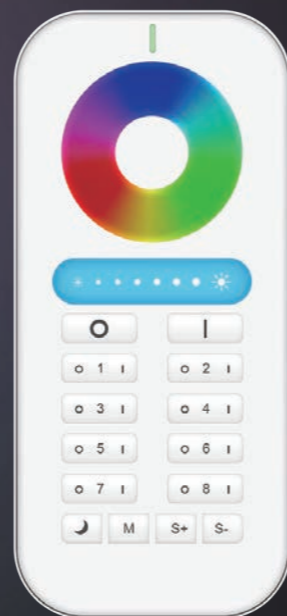 O I
O 1 I O 2 I
O 3 I O 4 I
O 5 I O 6 I
O 7 I O 8 I
M S+ S-